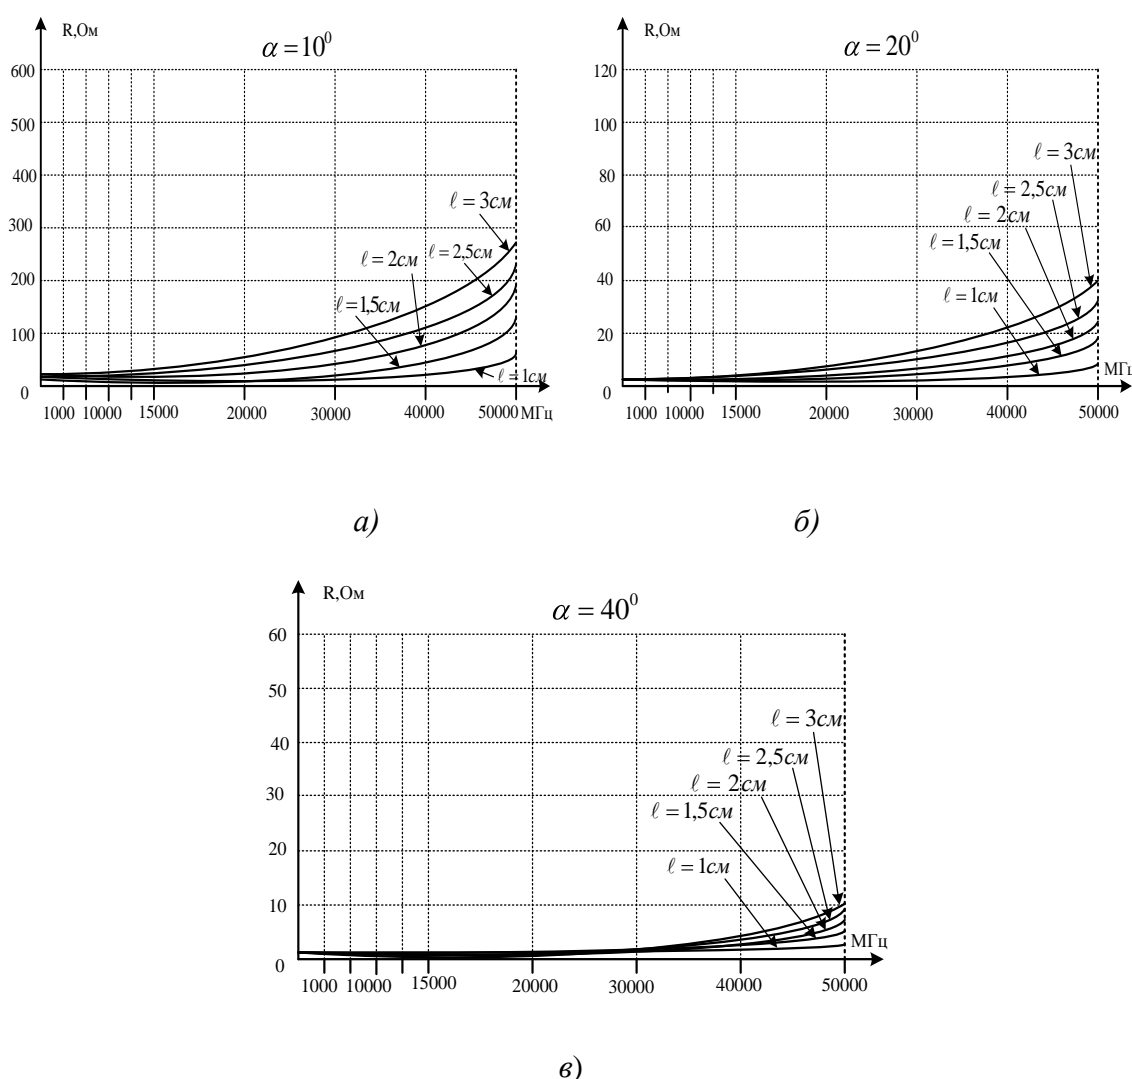 R,Ом
α = 10⁰
600
500
400
300
200
100
0
ℓ = 3см
ℓ = 2,5см
ℓ = 2см
ℓ = 1,5см
ℓ = 1см
1000 10000 15000 20000 30000 40000 50000 МГц
а)
R,Ом
α = 20⁰
120
100
80
60
40
20
0
ℓ = 3см
ℓ = 2,5см
ℓ = 2см
ℓ = 1,5см
ℓ = 1см
МГц
1000 10000 15000 20000 30000 40000 50000
б)
R,Ом
α = 40⁰
60
50
40
30
20
10
0
ℓ = 3см
ℓ = 2,5см
ℓ = 2см
ℓ = 1,5см
ℓ = 1см
МГц
1000 10000 15000 20000 30000 40000 50000
в)